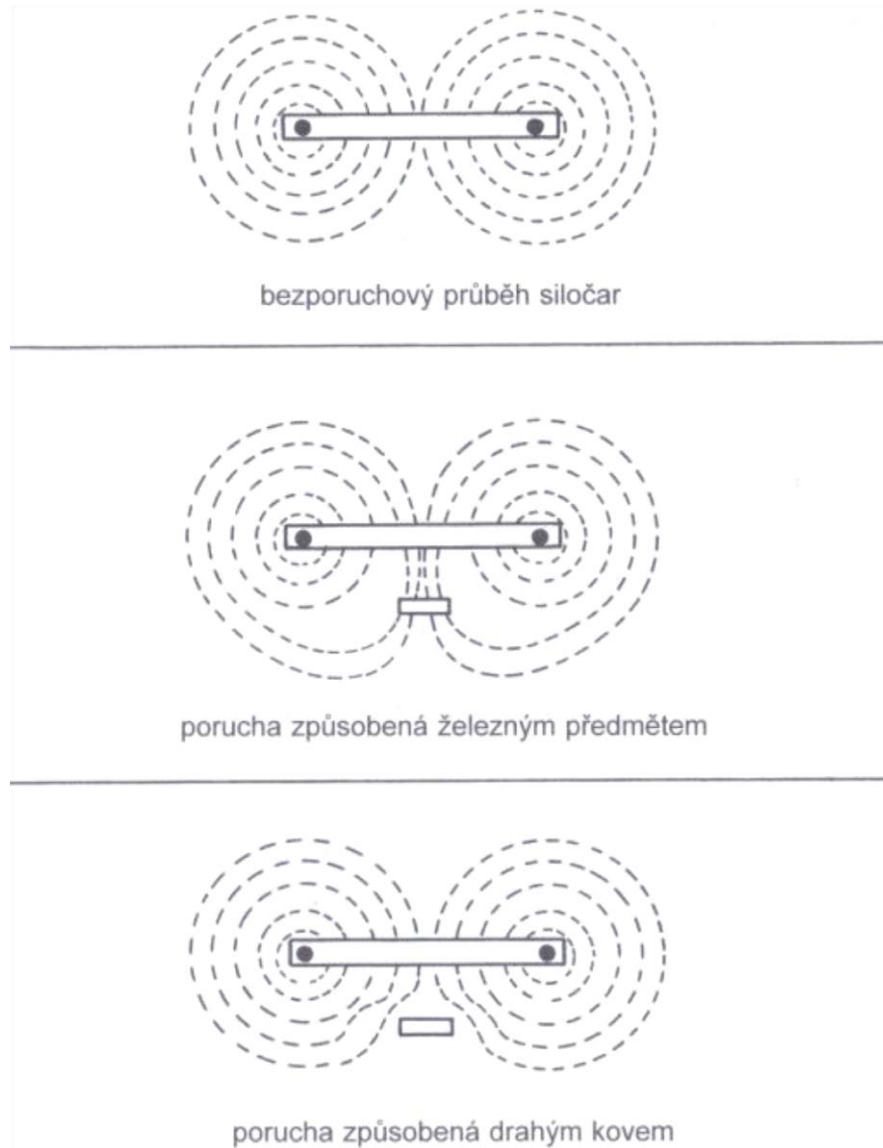 bezporuchový průběh siločar
porucha způsobená železným předmětem
porucha způsobená drahým kovem